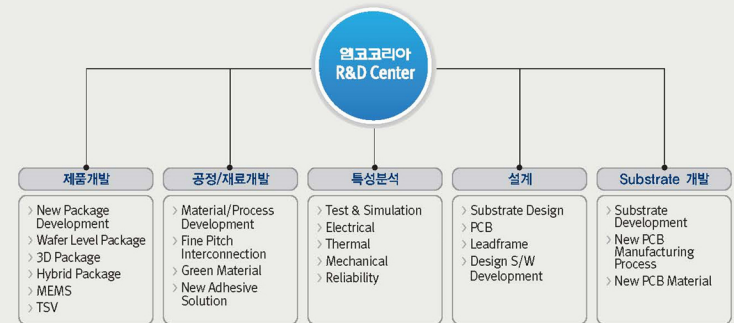 앰코코리아
R&D Center
제품개발
> New Package
Development
> Wafer Level Package
> 3D Package
> Hybrid Package
> MEMS
> TSV
공정/재료개발
> Material/Process
Development
> Fine Pitch
Interconnection
> Green Material
> New Adhesive
Solution
특성분석
> Test & Simulation
> Electrical
> Thermal
> Mechanical
> Reliability
설계
> Substrate Design
> PCB
> Leadframe
> Design S/W
Development
Substrate 개발
> Substrate
Development
> New PCB
Manufacturing
Process
> New PCB Material